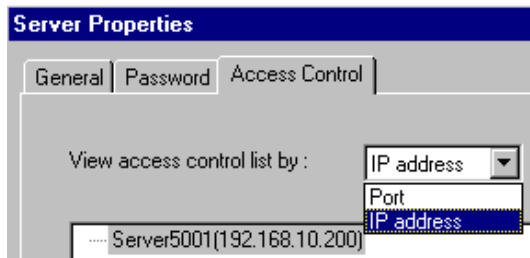 Server Properties
General Password Access Control
View access control list by : IP address
Port
IP address
Server5001(192.168.10.200)